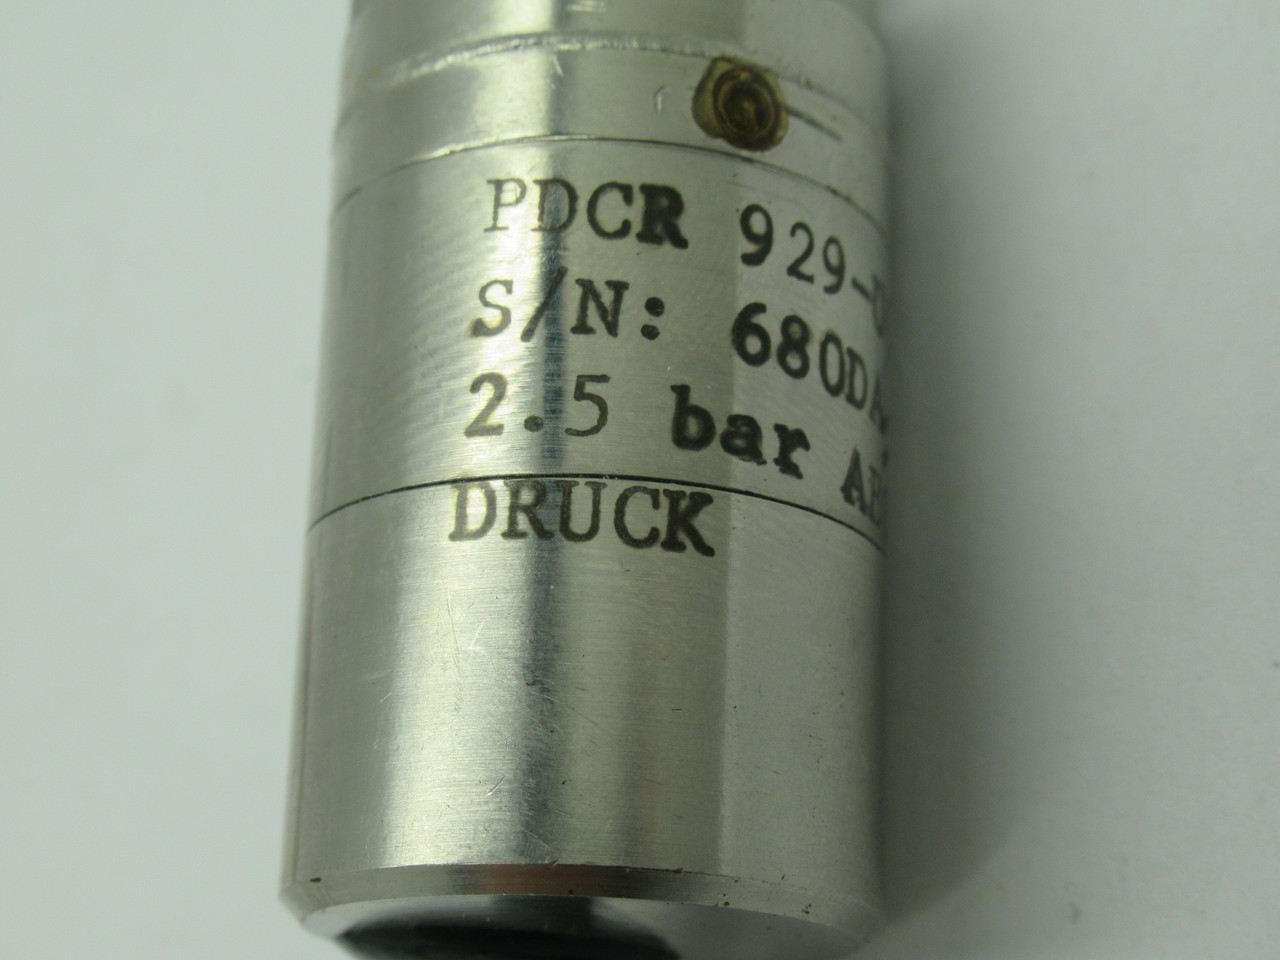 PDCR 929-
S/N: 680DA
2.5 bar
DRUCK